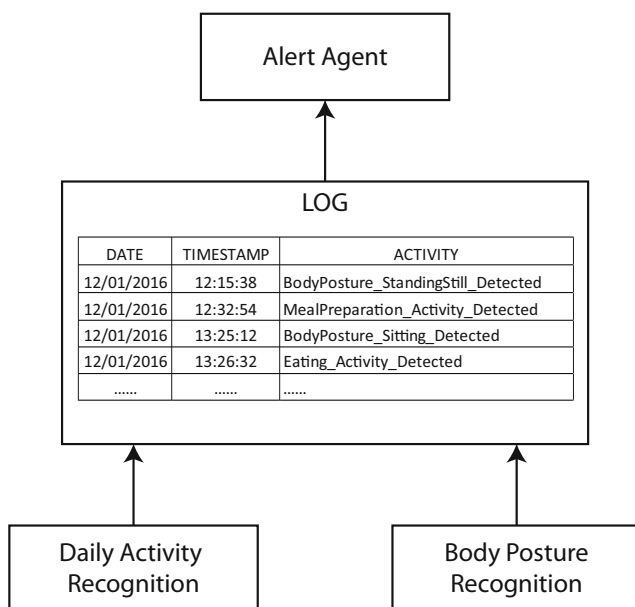 Alert Agent
LOG
DATE TIMESTAMP ACTIVITY
12/01/2016 12:15:38 BodyPosture_StandingStill_Detected
12/01/2016 12:32:54 MealPreparation_Activity_Detected
12/01/2016 13:25:12 BodyPosture_Sitting_Detected
12/01/2016 13:26:32 Eating_Activity_Detected
...... ...... ......
Daily Activity
Recognition
Body Posture
Recognition